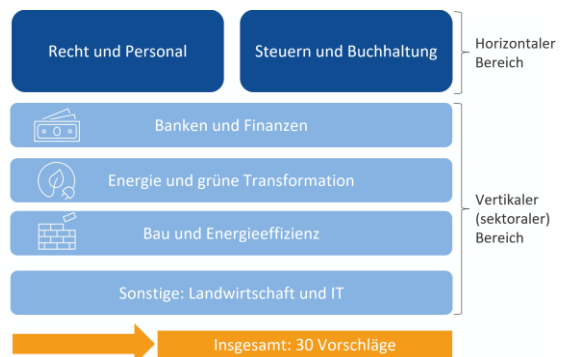 Recht und Personal
Steuern und Buchhaltung
Horizontaler
Bereich
Banken und Finanzen
Energie und grüne Transformation
Bau und Energieeffizienz
Sonstige: Landwirtschaft und IT
Vertikaler
(sektoraler)
Bereich
Insgesamt: 30 Vorschläge